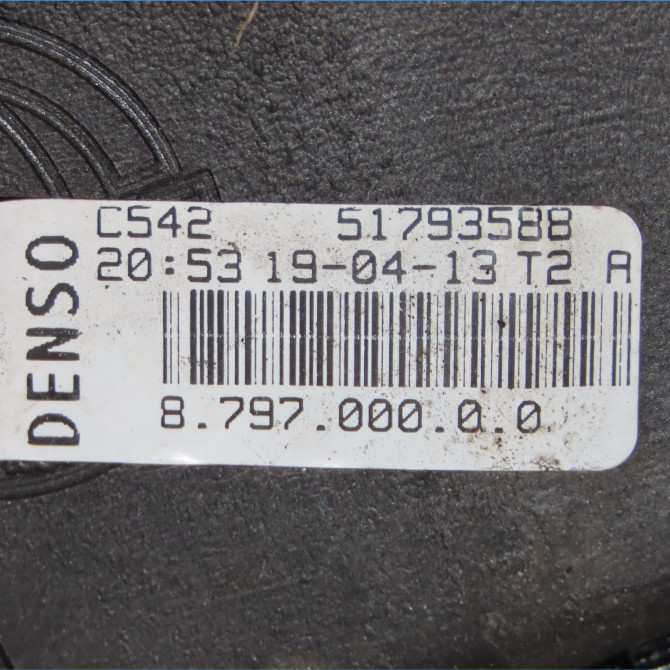 DENSO
C542 51793588
20:53 19-04-13 T2 A
8.797.000.0.0